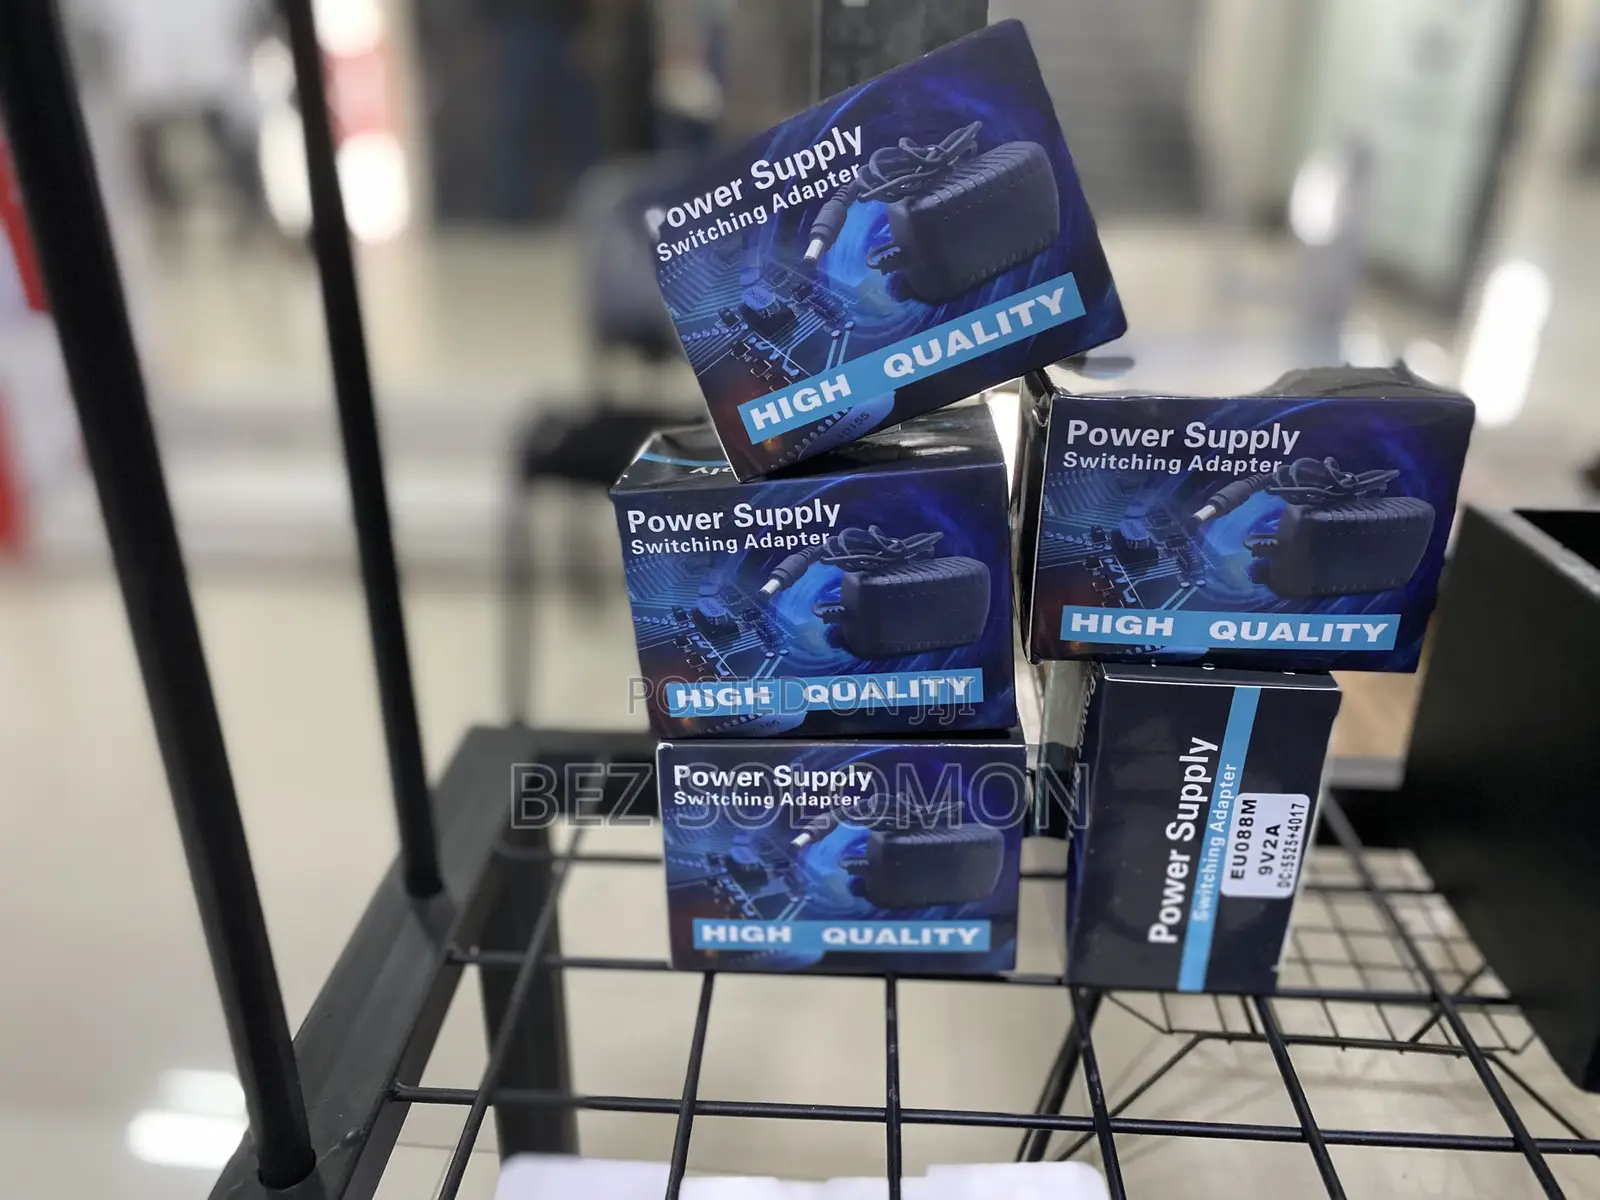 Power Supply
Switching Adapter
HIGH QUALITY
Power Supply
Switching Adapter
HIGH QUALITY
Power Supply
Switching Adapter
HIGH QUALITY
POSTED ON JIJI
BEZ SOLOMON
Power Supply
Switching Adapter
HIGH QUALITY
Power Supply
Switching Adapter
EU088M
9V2A
DC:5525+4017